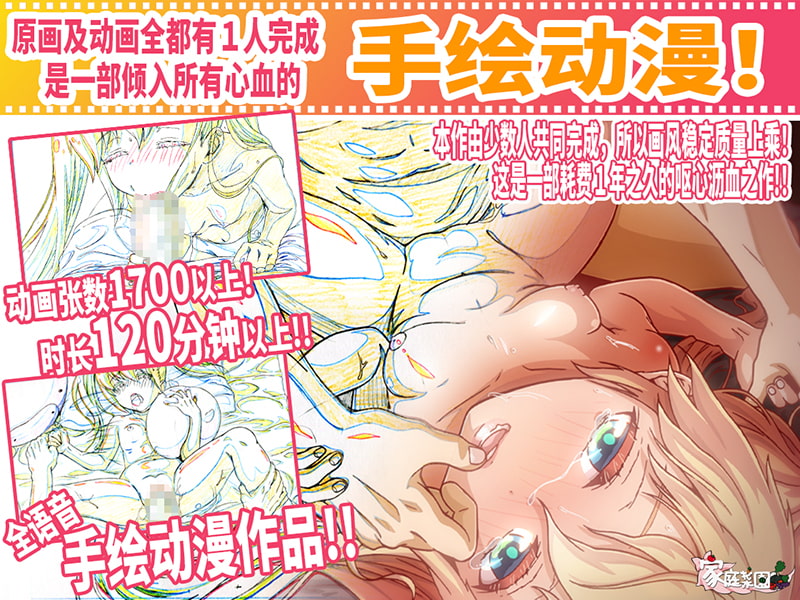 原画及动画全都有1人完成
是一部倾入所有心血的
手绘动漫!
本作由少数人共同完成，所以画风稳定质量上乘!
这是一部耗费1年之久的呕心沥血之作!!
动画张数1700以上!
时长120分钟以上!!
全语音
手绘动漫作品!!
家庭菜園